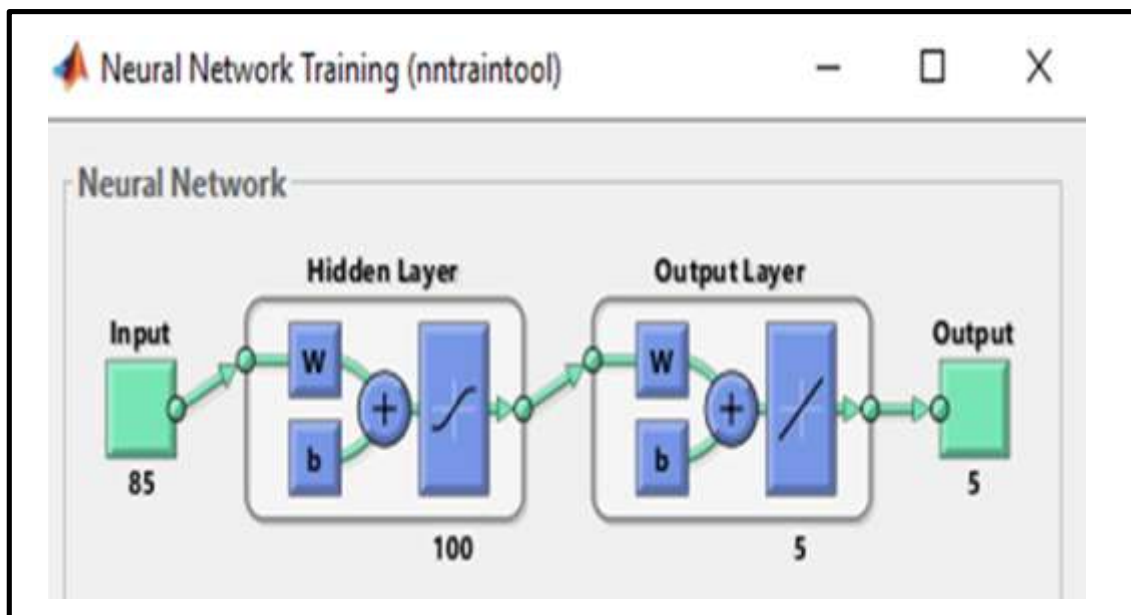 Neural Network Training (nntraintool)
Neural Network
Hidden Layer
Output Layer
Input
Output
W
W
+
+
b
b
85
5
100
5